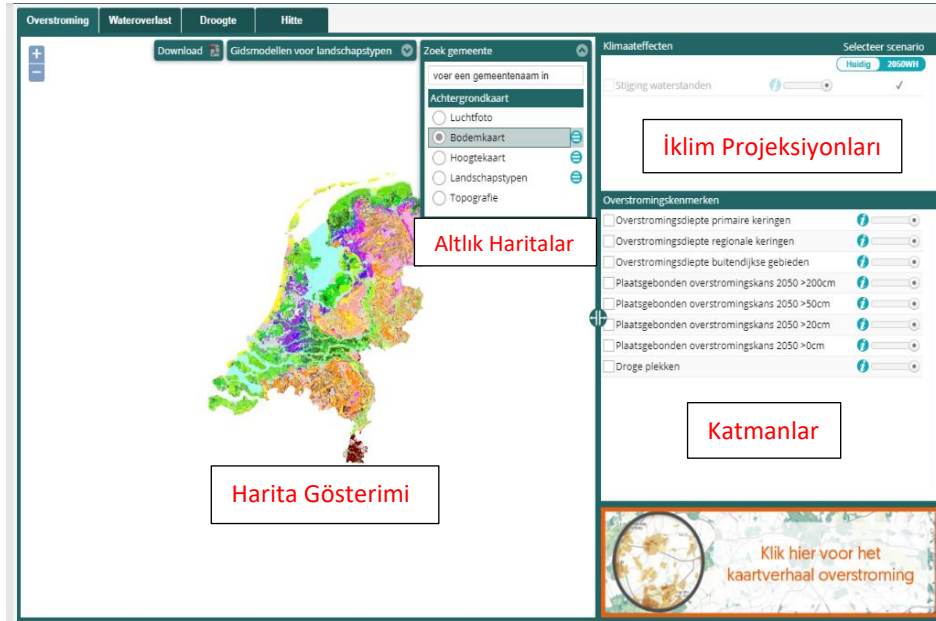 Overstroming Wateroverlast Droogte Hitte
Download Gidsmodellen voor landschapstypen
Zoek gemeente
voer een gemeentenaam in
Achtergrondkaart
Luchtfoto
Bodemkaart
Hoogtekaart
Landschapstypen
Topografie
Altlık Haritalar
Harita Gösterimi
Klimaateffecten Selecteer scenario
Huidig 2050WH
Stijging waterstanden
İklim Projeksiyonları
Overstromingskenmerken
Overstromingsdiepte primaire keringen
Overstromingsdiepte regionale keringen
Overstromingsdiepte buitendijkse gebieden
Plaatsgebonden overstromingskans 2050 >200cm
Plaatsgebonden overstromingskans 2050 >50cm
Plaatsgebonden overstromingskans 2050 >20cm
Plaatsgebonden overstromingskans 2050 >0cm
Droge plekken
Katmanlar
Klik hier voor het
kaartverhaal overstroming